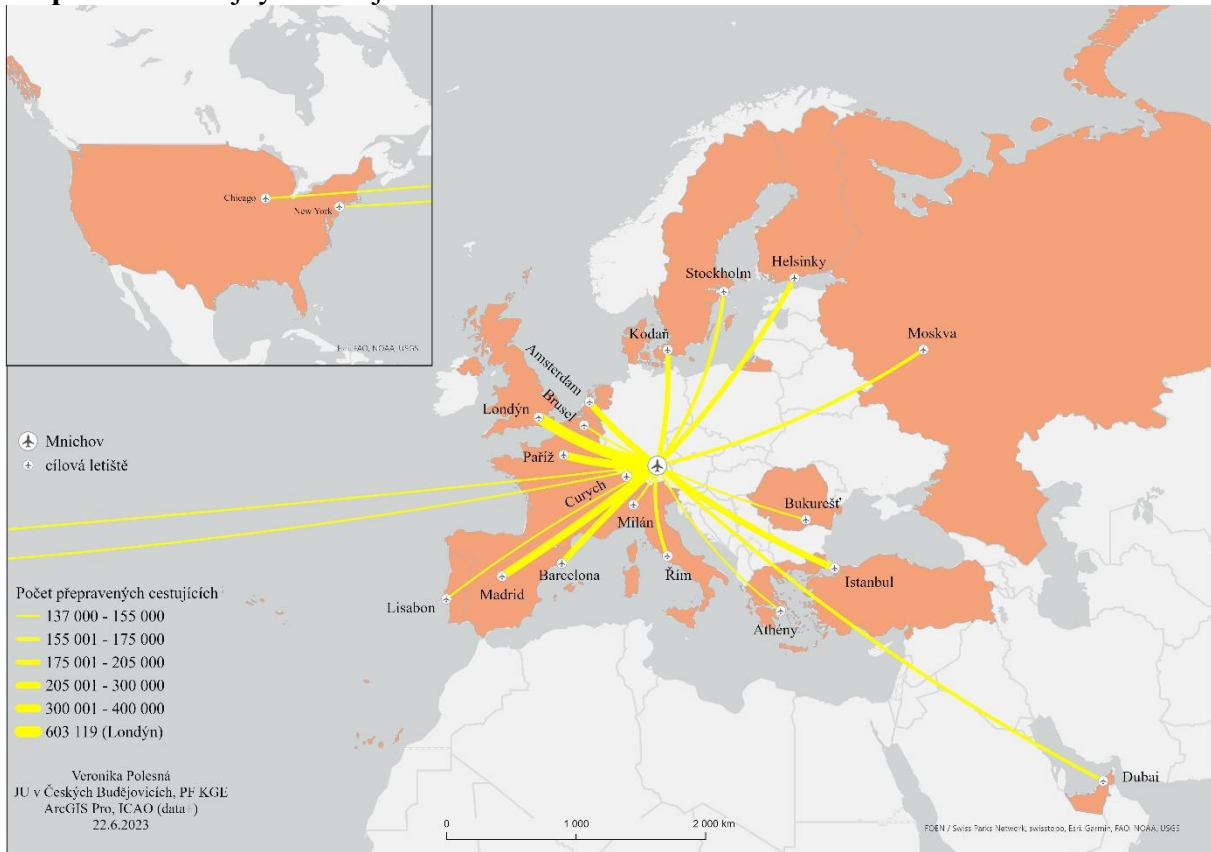 Chicago
New York
Esri, FAO, NOAA, USGS
Stockholm
Helsinky
Kodaň
Moskva
Amsterdam
Brusel
Londýn
Paříž
Curych
Milán
Bukurešť
Barcelona
Řím
Istanbul
Madrid
Lisabon
Athény
Dubai
Mnichov
cílová letiště
Počet přepravených cestujících
137 000 - 155 000
155 001 - 175 000
175 001 - 205 000
205 001 - 300 000
300 001 - 400 000
603 119 (Londýn)
Veronika Polesná
JU v Českých Budějovicích, PF KGE
ArcGIS Pro, ICAO (data+)
22.6.2023
0 1 000 2 000 km
FOEN / Swiss Parks Network, swisstopo, Esri, Garmin, FAO, NOAA, USGS